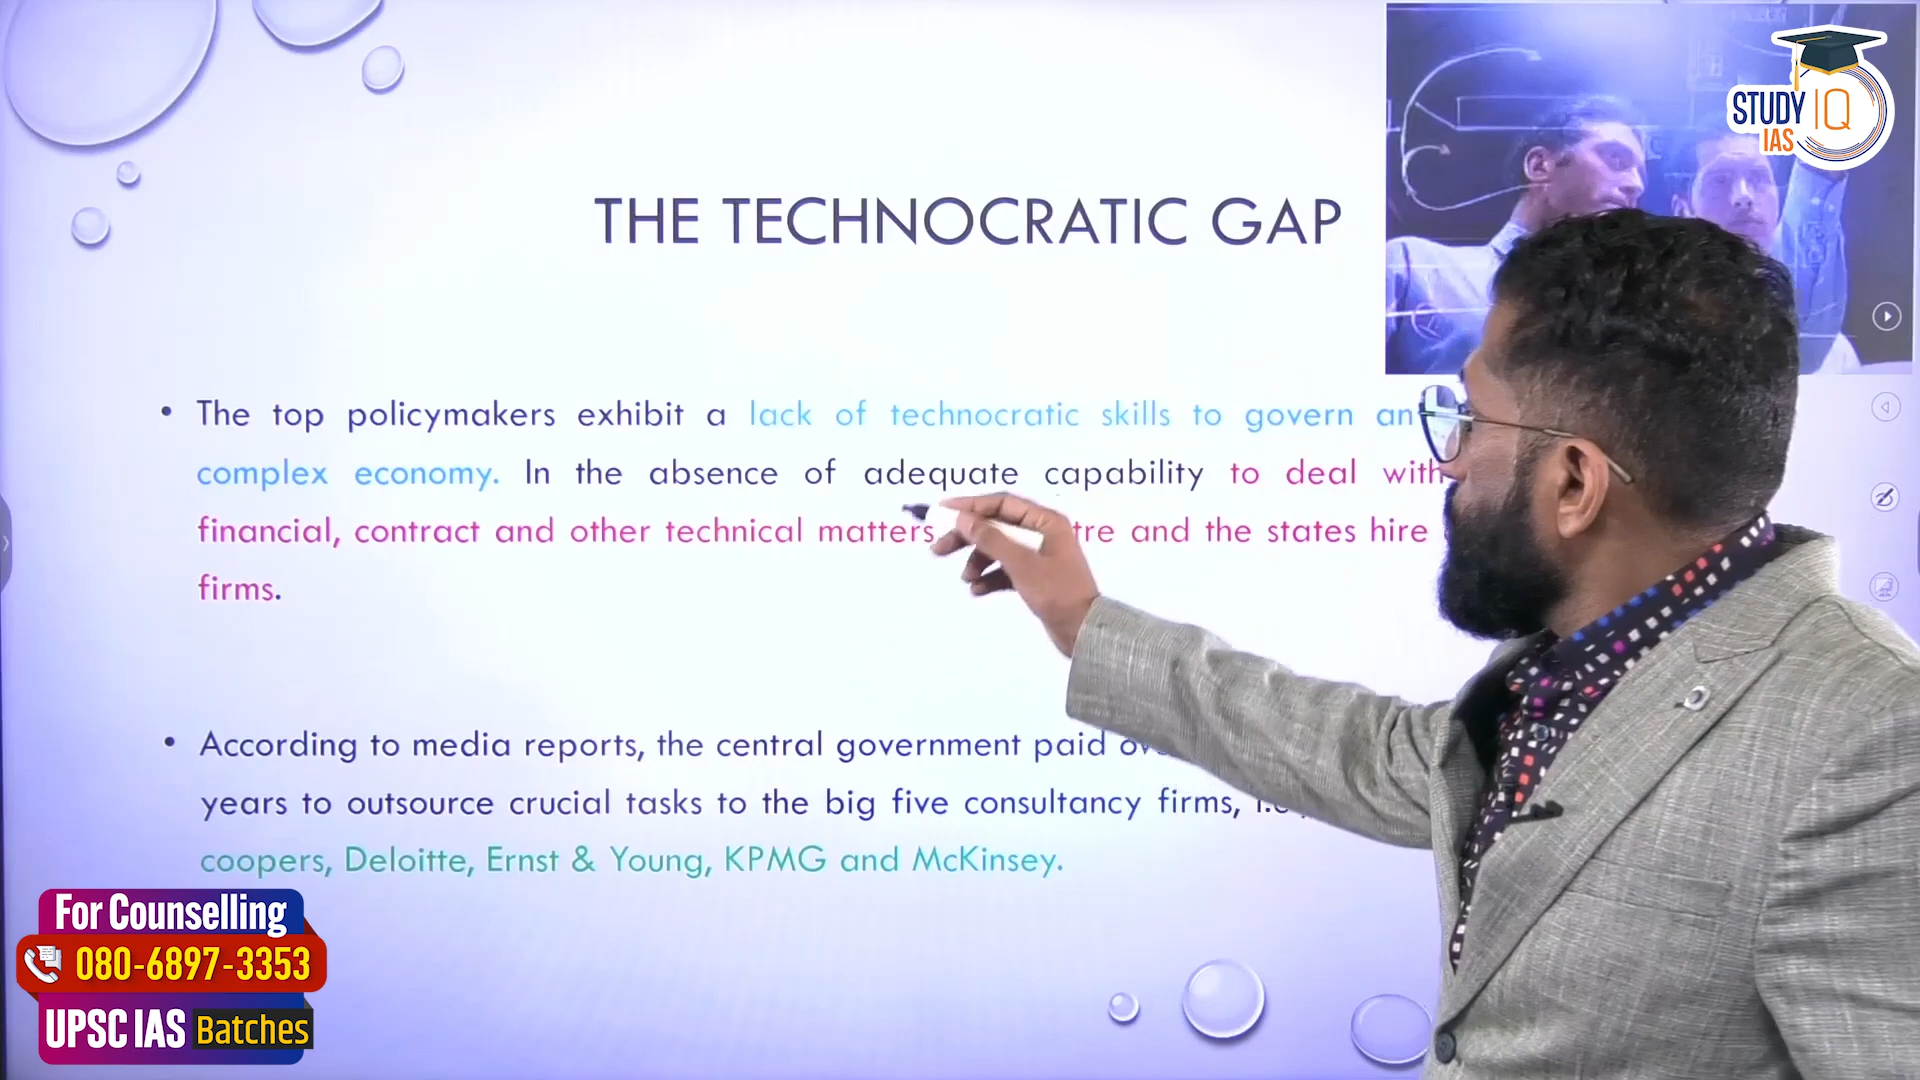 STUDY IQ
IAS
THE TECHNOCRATIC GAP
• The top policymakers exhibit a lack of technocratic skills to govern
complex economy. In the absence of adequate capability to deal with
financial, contract and other technical matters and the states hire
firms.
• According to media reports, the central government paid
years to outsource crucial tasks to the big five consultancy firms,
coopers, Deloitte, Ernst & Young, KPMG and McKinsey.
For Counselling
080-6897-3353
UPSC IAS Batches